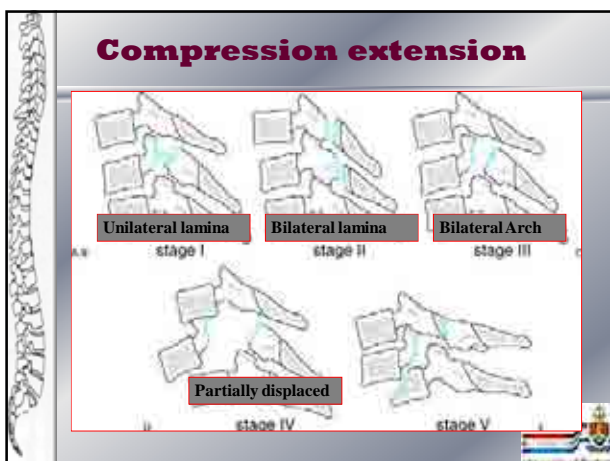 Compression extension
Unilateral lamina
Bilateral lamina
Bilateral Arch
stage I
stage II
stage III
Partially displaced
stage IV
stage V